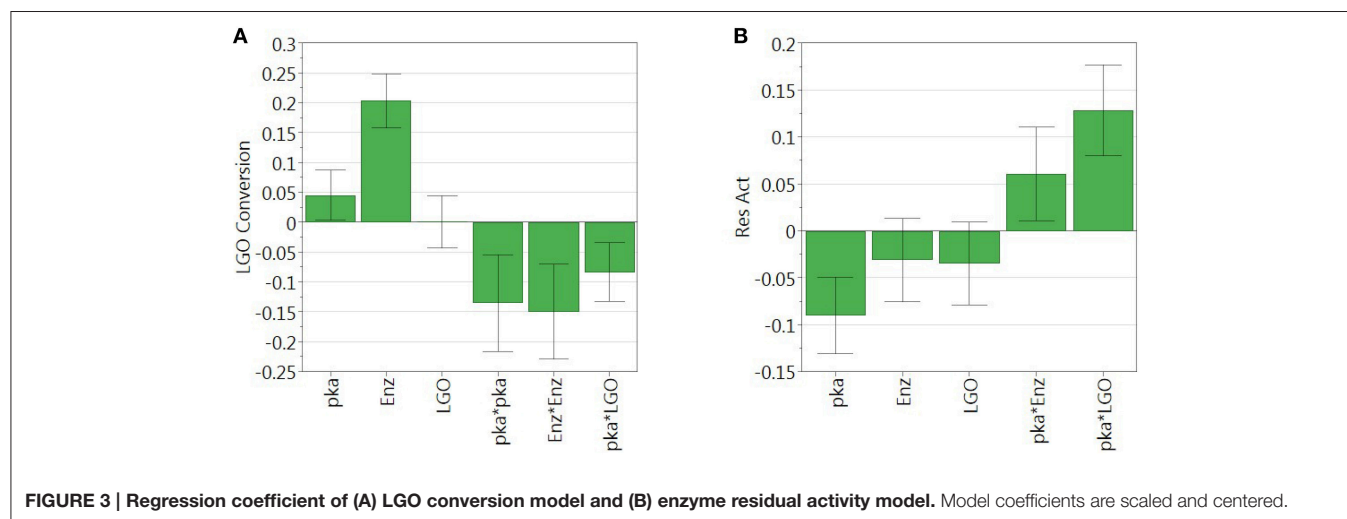 A
LGO Conversion
0.3
0.25
0.2
0.15
0.1
0.05
0
-0.05
-0.1
-0.15
-0.2
-0.25
pka
Enz
LGO
pka*pka
Enz*Enz
pka*LGO
B
Res Act
0.2
0.15
0.1
0.05
0
-0.05
-0.1
-0.15
pka
Enz
LGO
pka*Enz
pka*LGO
FIGURE 3 | Regression coefficient of (A) LGO conversion model and (B) enzyme residual activity model. Model coefficients are scaled and centered.